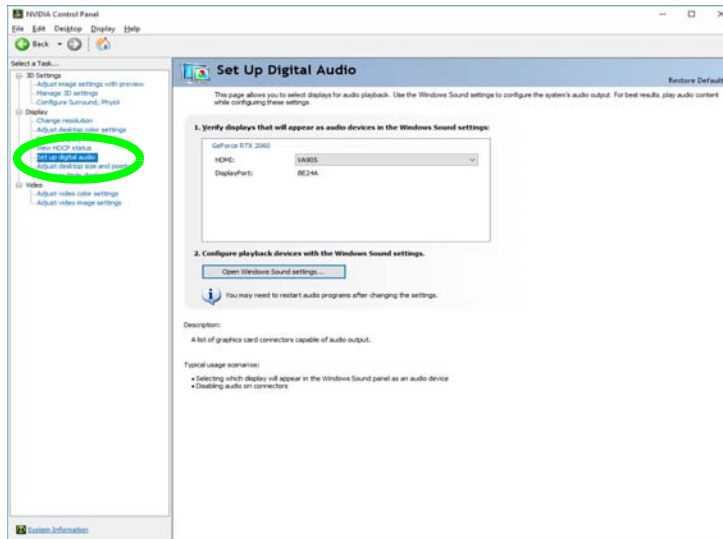 NVIDIA Control Panel
File Edit Desktop Display Help
Back
Select a Task...
3D Settings
Adjust image settings with preview
Manage 3D settings
Configure Surround, PhysX
Display
Change resolution
Adjust desktop color settings
View HDCP status
Set up digital audio
Adjust desktop size and position
Video
Adjust video color settings
Adjust video image settings
System Information
Set Up Digital Audio
Restore Default
This page allows you to select displays for audio playback. Use the Windows Sound settings to configure the system's audio output. For best results, play audio content
while configuring these settings.
1. Verify displays that will appear as audio devices in the Windows Sound settings:
GeForce RTX 2060
HDMI: VA905
DisplayPort: BE24A
2. Configure playback devices with the Windows Sound settings.
Open Windows Sound settings...
You may need to restart audio programs after changing the settings.
Description:
A list of graphics card connectors capable of audio output.
Typical usage scenarios:
• Selecting which display will appear in the Windows Sound panel as an audio device
• Disabling audio on connectors